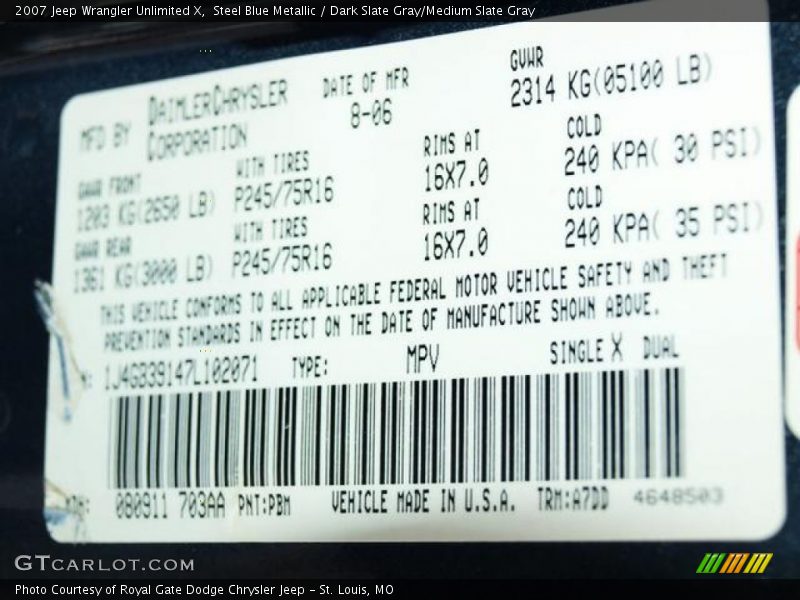 2007 Jeep Wrangler Unlimited X, Steel Blue Metallic / Dark Slate Gray/Medium Slate Gray
MFD BY DAIMLERCHRYSLER CORPORATION DATE OF MFR 8-06 GVWR 2314 KG(05100 LB)
GAWR FRONT WITH TIRES RIMS AT COLD
1203 KG(2650 LB) P245/75R16 16X7.0 240 KPA( 30 PSI)
GAWR REAR WITH TIRES RIMS AT COLD
1361 KG(3000 LB) P245/75R16 16X7.0 240 KPA( 35 PSI)
THIS VEHICLE CONFORMS TO ALL APPLICABLE FEDERAL MOTOR VEHICLE SAFETY AND THEFT
PREVENTION STANDARDS IN EFFECT ON THE DATE OF MANUFACTURE SHOWN ABOVE.
1J4GB39147L102071 TYPE: MPV SINGLE X DUAL
080911 703AA PNT:PBM VEHICLE MADE IN U.S.A. TRM:A7DD 4648503
GTCARLOT.COM
Photo Courtesy of Royal Gate Dodge Chrysler Jeep - St. Louis, MO